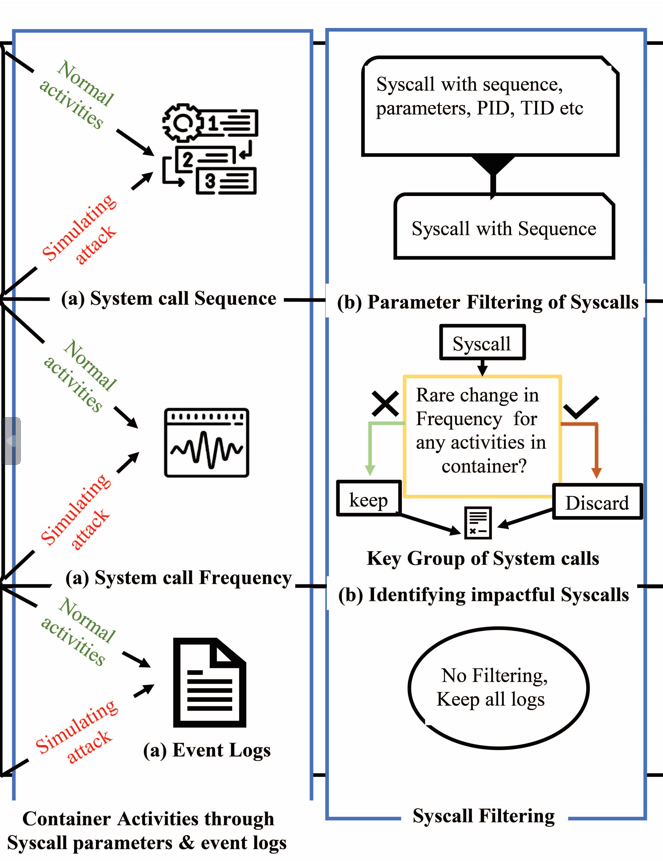 Normal
activities
1
2
3
Simulating
attack
(a) System call Sequence
Normal
activities
Simulating
attack
(a) System call Frequency
Normal
activities
Simulating
attack
(a) Event Logs
Container Activities through
Syscall parameters & event logs
Syscall with sequence,
parameters, PID, TID etc
Syscall with Sequence
(b) Parameter Filtering of Syscalls
Syscall
Rare change in
Frequency for
any activities in
container?
keep
Discard
Key Group of System calls
(b) Identifying impactful Syscalls
No Filtering,
Keep all logs
Syscall Filtering